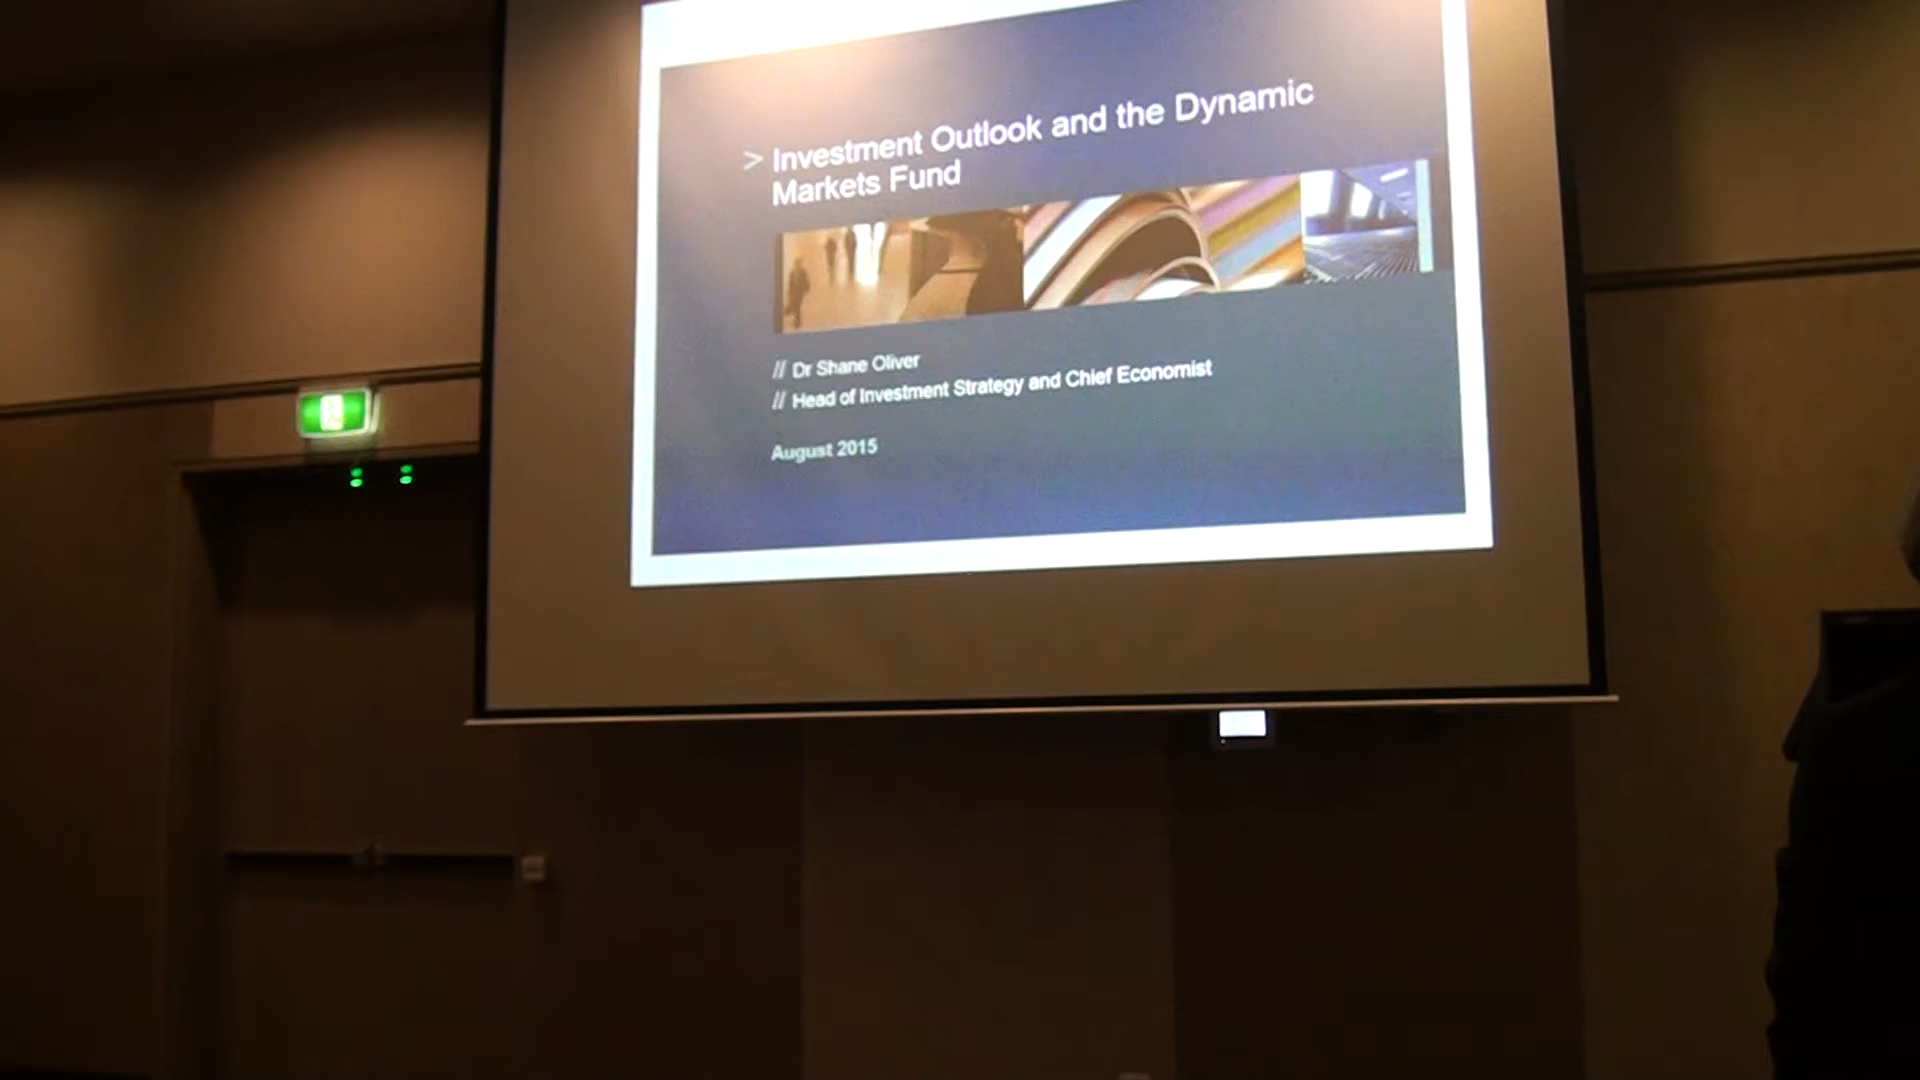 > Investment Outlook and the Dynamic
Markets Fund
// Dr Shane Oliver
// Head of Investment Strategy and Chief Economist
August 2015